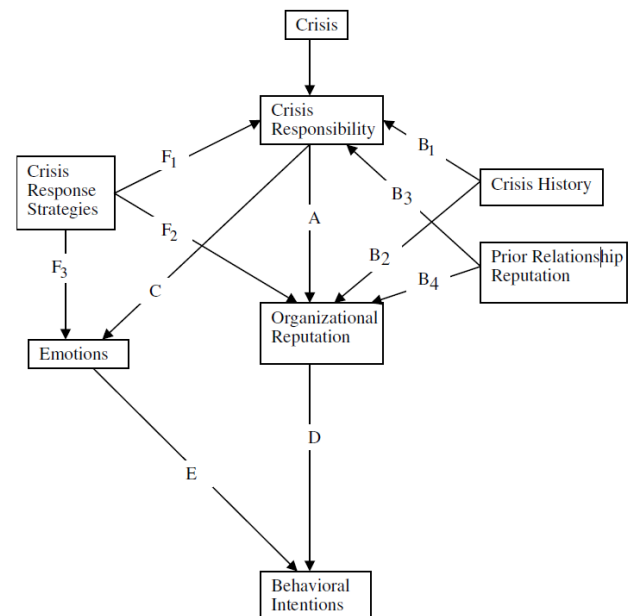 Crisis
Crisis
Responsibility
Crisis
Response
Strategies
F1
B1
Crisis History
B3
F2
A
Prior Relationship
Reputation
F3
B2
C
B4
Organizational
Reputation
Emotions
D
E
Behavioral
Intentions